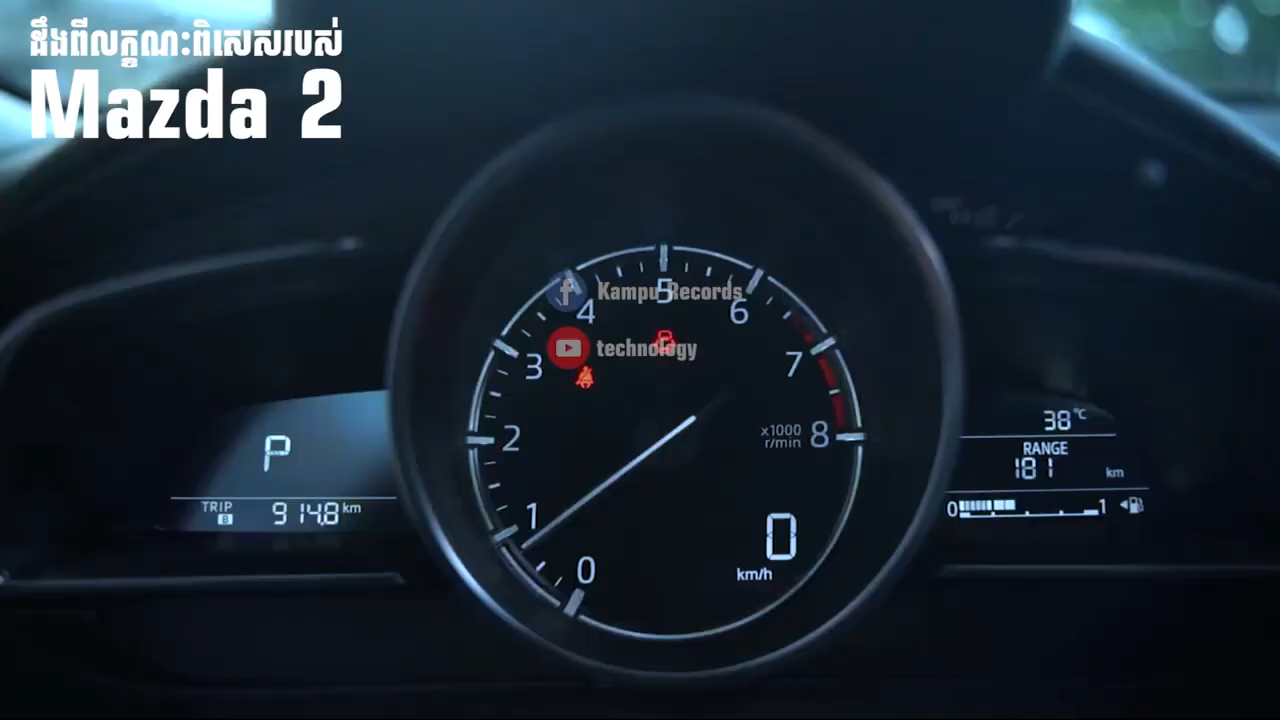 ដឹងពីលក្ខណៈពិសេសរបស់
Mazda 2
Kampu Records
technology
0
1
2
3
4
5
6
7
8
x1000
r/min
P
TRIP
B
914.8 km
0
km/h
38°C
RANGE
181 km
0 1